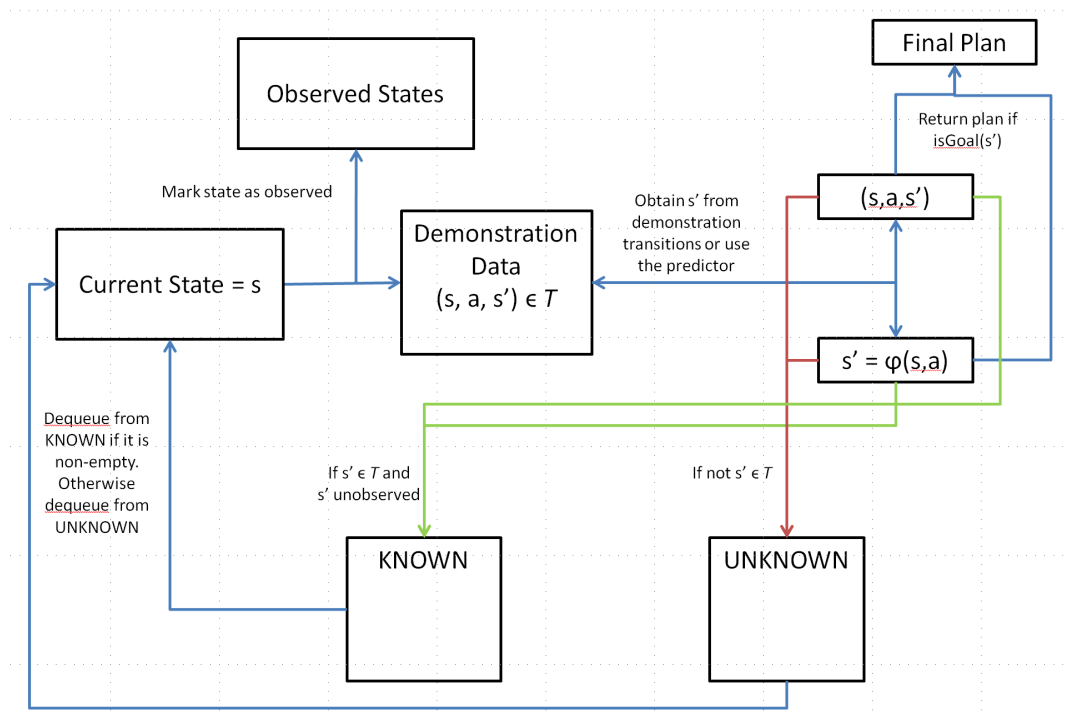 Final Plan
Observed States
Return plan if
isGoal(s’)
Mark state as observed
(s,a,s’)
Obtain s’ from
demonstration
transitions or use
the predictor
Demonstration
Data
(s, a, s’) ϵ T
Current State = s
s’ = φ(s,a)
Dequeue from
KNOWN if it is
non-empty.
Otherwise
dequeue from
UNKNOWN
If s’ ϵ T and
s’ unobserved
If not s’ ϵ T
KNOWN
UNKNOWN